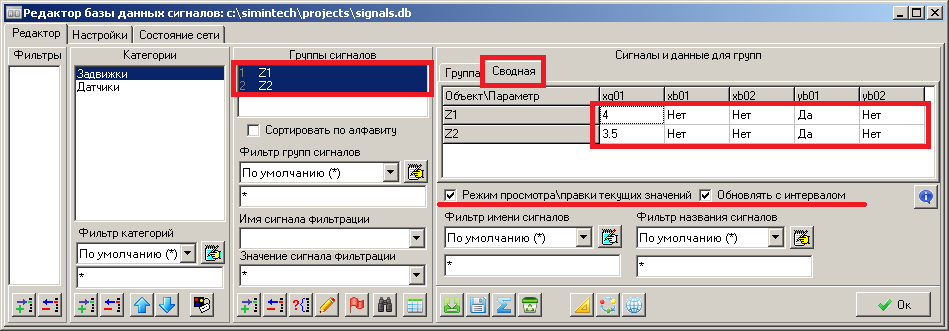 Редактор базы данных сигналов: c:\simintech\projects\signals.db
Редактор Настройки Состояние сети
Фильтры
Категории
Задвижки
Датчики
Фильтр категорий
По умолчанию (*)
*
Группы сигналов
1 Z1
2 Z2
Сортировать по алфавиту
Фильтр групп сигналов
По умолчанию (*)
*
Имя сигнала фильтрации
Значение сигнала фильтрации
*
Сигналы и данные для групп
Группа Сводная
Объект\Параметр xq01 xb01 xb02 yb01 yb02
Z1 4 Нет Нет Да Нет
Z2 3.5 Нет Нет Да Нет
Режим просмотра\правки текущих значений Обновлять с интервалом
Фильтр имени сигналов Фильтр названия сигналов
По умолчанию (*) По умолчанию (*)
* *
Ок